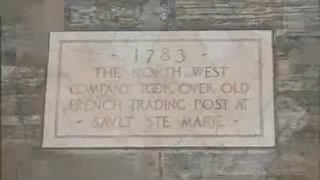 - 1783 -
THE NORTH WEST
COMPANY TOOK OVER OLD
FRENCH TRADING POST AT
- SAVLT STE MARIE -